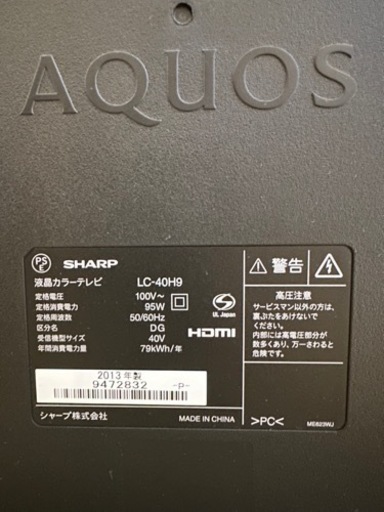 AQUOS
PS E SHARP
液晶カラーテレビ LC-40H9
定格電圧 100V~
定格消費電力 95W
定格周波数 50/60Hz
区分名 DG
受信機型サイズ 40V
年間消費電力量 79kWh/年
UL Japan
HDMI
2013年製
9472832 -P-
シャープ株式会社 MADE IN CHINA
警告
高圧注意
サービスマン以外の方は、
裏ぶたをあけないで
ください。
内部には高電圧部分が
数多くあり、万一さわると
危険です。
>PC< ME623WJ